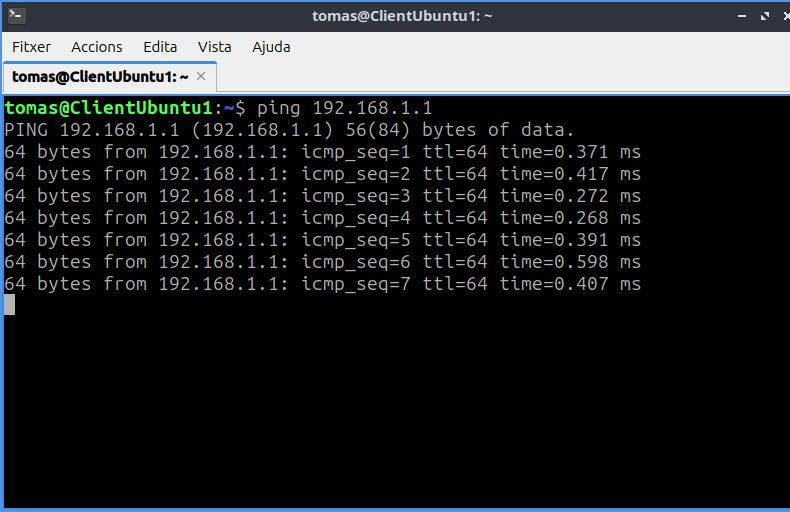 tomas@ClientUbuntu1: ~
Fitxer Accions Edita Vista Ajuda
tomas@ClientUbuntu1: ~
tomas@ClientUbuntu1:~$ ping 192.168.1.1
PING 192.168.1.1 (192.168.1.1) 56(84) bytes of data.
64 bytes from 192.168.1.1: icmp_seq=1 ttl=64 time=0.371 ms
64 bytes from 192.168.1.1: icmp_seq=2 ttl=64 time=0.417 ms
64 bytes from 192.168.1.1: icmp_seq=3 ttl=64 time=0.272 ms
64 bytes from 192.168.1.1: icmp_seq=4 ttl=64 time=0.268 ms
64 bytes from 192.168.1.1: icmp_seq=5 ttl=64 time=0.391 ms
64 bytes from 192.168.1.1: icmp_seq=6 ttl=64 time=0.598 ms
64 bytes from 192.168.1.1: icmp_seq=7 ttl=64 time=0.407 ms